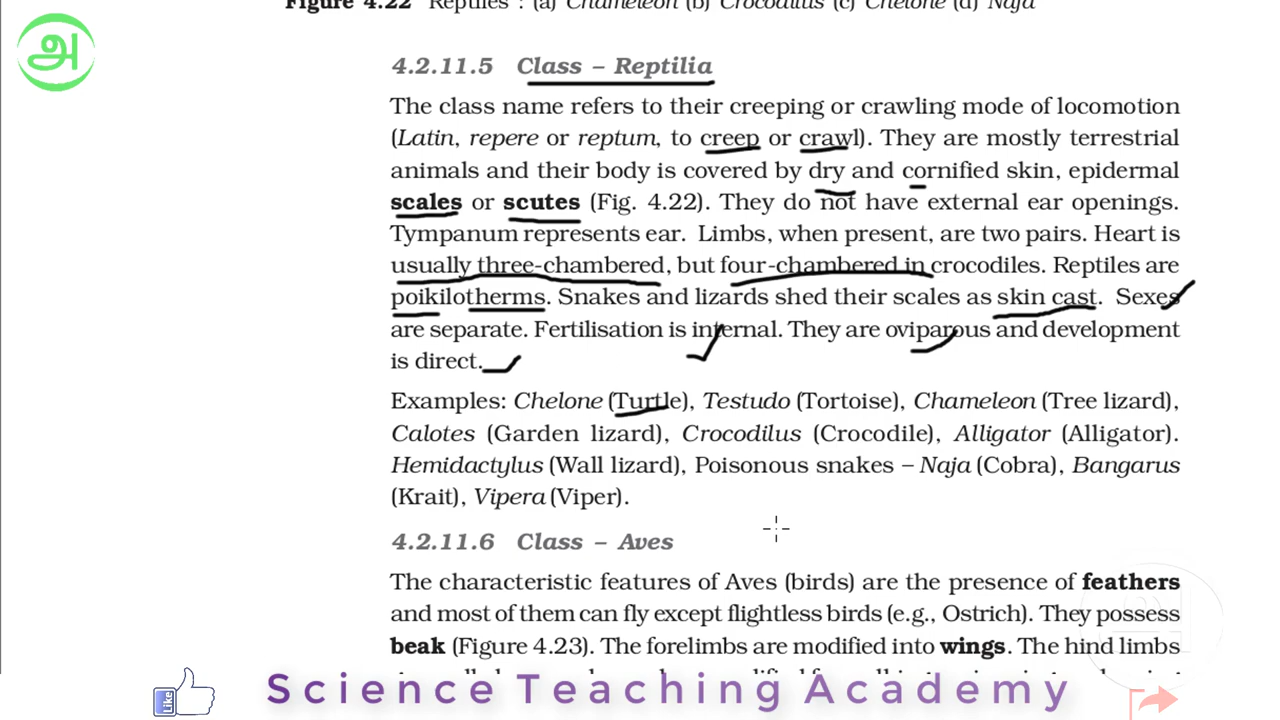 Figure 4.22 Reptiles : (a) Chameleon (b) Crocodilus (c) Chelone (d) Naja
அ
4.2.11.5 Class – Reptilia
The class name refers to their creeping or crawling mode of locomotion
(Latin, repere or reptum, to creep or crawl). They are mostly terrestrial
animals and their body is covered by dry and cornified skin, epidermal
scales or scutes (Fig. 4.22). They do not have external ear openings.
Tympanum represents ear. Limbs, when present, are two pairs. Heart is
usually three-chambered, but four-chambered in crocodiles. Reptiles are
poikilotherms. Snakes and lizards shed their scales as skin cast. Sexes
are separate. Fertilisation is internal. They are oviparous and development
is direct.
Examples: Chelone (Turtle), Testudo (Tortoise), Chameleon (Tree lizard),
Calotes (Garden lizard), Crocodilus (Crocodile), Alligator (Alligator).
Hemidactylus (Wall lizard), Poisonous snakes – Naja (Cobra), Bangarus
(Krait), Vipera (Viper).
4.2.11.6 Class – Aves
The characteristic features of Aves (birds) are the presence of feathers
and most of them can fly except flightless birds (e.g., Ostrich). They possess
beak (Figure 4.23). The forelimbs are modified into wings. The hind limbs
Science Teaching Academy